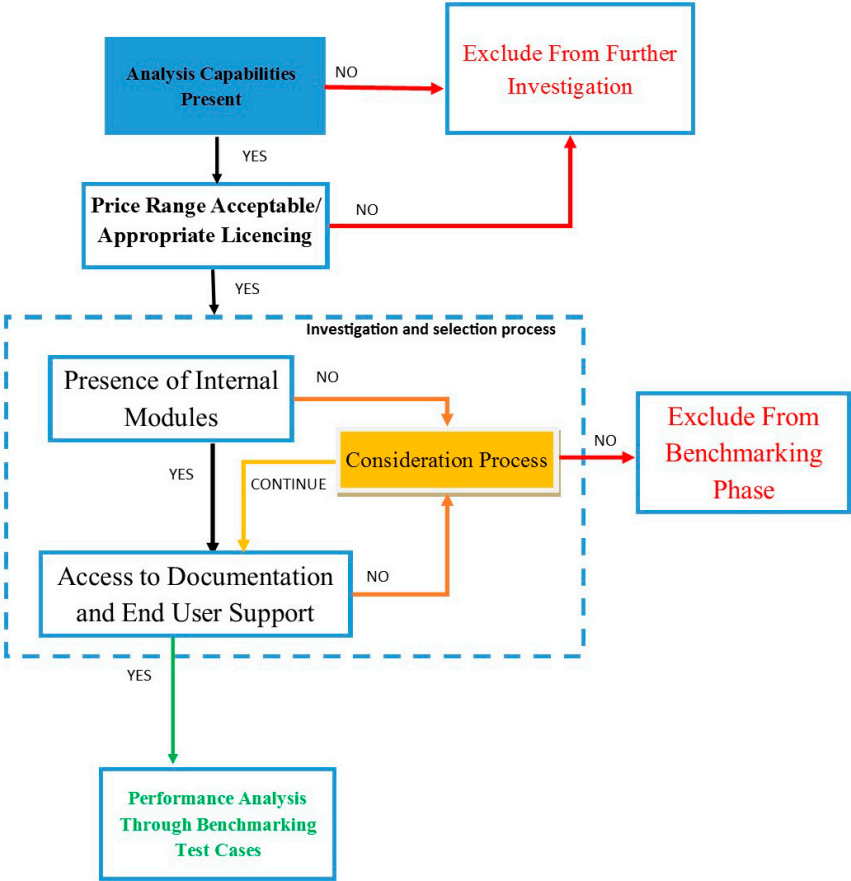 Analysis Capabilities
Present
NO
Exclude From Further
Investigation
YES
Price Range Acceptable/
Appropriate Licencing
NO
YES
Investigation and selection process
Presence of Internal
Modules
NO
Consideration Process
NO
Exclude From
Benchmarking
Phase
YES
CONTINUE
Access to Documentation
and End User Support
NO
YES
Performance Analysis
Through Benchmarking
Test Cases